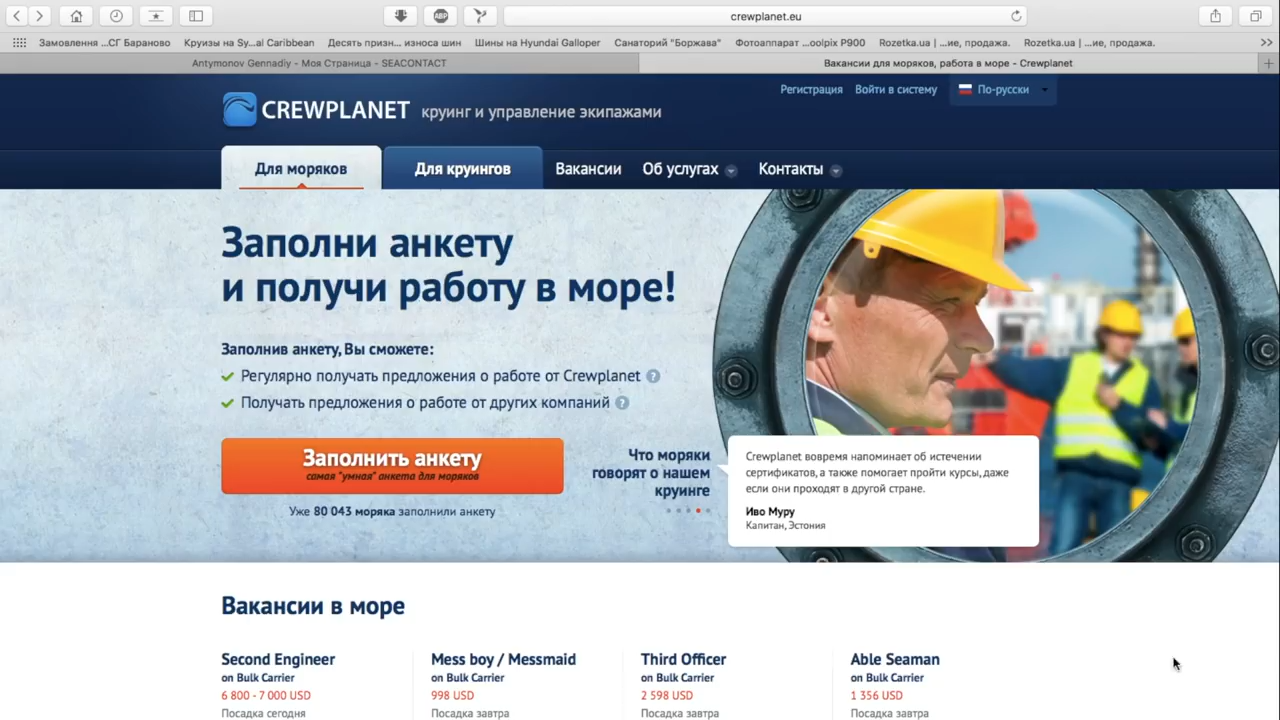 crewplanet.eu
Замовлення ...СГ Бараново
Круизы на Sy...al Caribbean
Десять призн... износа шин
Шины на Hyundai Galloper
Санаторий "Боржава"
Фотоаппарат ...oolpix P900
Rozetka.ua | ...ие, продажа.
Rozetka.ua | ...ие, продажа.
Antymonov Gennadiy - Моя Страница - SEACONTACT
Вакансии для моряков, работа в море - Crewplanet
ABP
CREWPLANET
круинг и управление экипажами
Регистрация
Войти в систему
По-русски
Для моряков
Для круингов
Вакансии
Об услугах
Контакты
Заполни анкету
и получи работу в море!
Заполнив анкету, Вы сможете:
Регулярно получать предложения о работе от Crewplanet ?
Получать предложения о работе от других компаний ?
Заполнить анкету
самая "умная" анкета для моряков
Уже 80 043 моряка заполнили анкету
Что моряки
говорят о нашем
круинге
Crewplanet вовремя напоминает об истечении
сертификатов, а также помогает пройти курсы, даже
если они проходят в другой стране.
Иво Муру
Капитан, Эстония
Вакансии в море
Second Engineer
on Bulk Carrier
6 800 - 7 000 USD
Посадка сегодня
Mess boy / Messmaid
on Bulk Carrier
998 USD
Посадка завтра
Third Officer
on Bulk Carrier
2 598 USD
Посадка завтра
Able Seaman
on Bulk Carrier
1 356 USD
Посадка завтра